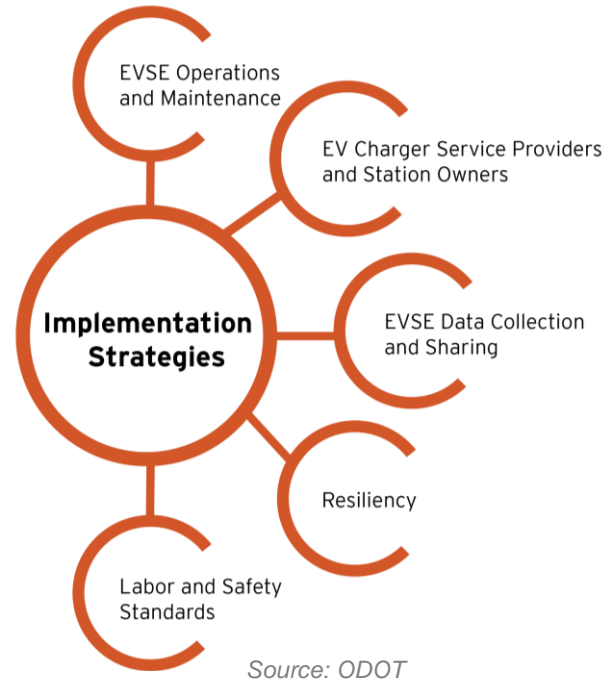 EVSE Operations
and Maintenance
EV Charger Service Providers
and Station Owners
Implementation
Strategies
EVSE Data Collection
and Sharing
Resiliency
Labor and Safety
Standards
Source: ODOT